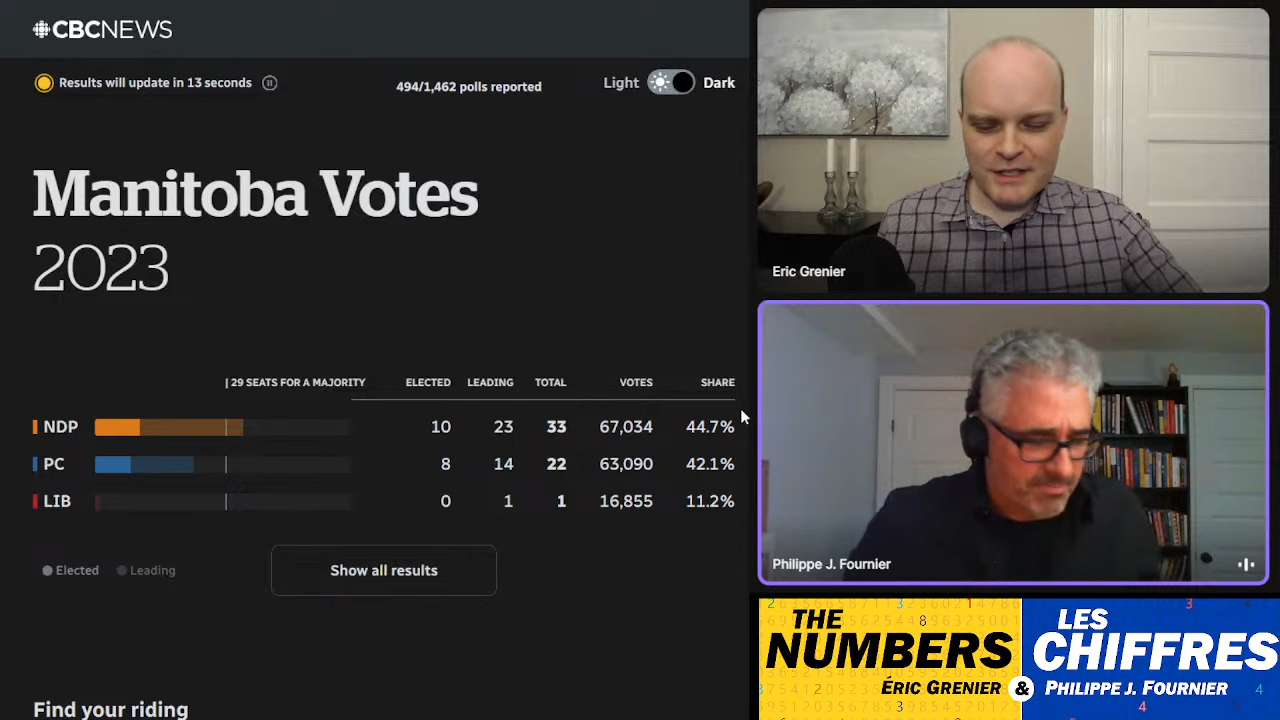 CBCNEWS
Results will update in 13 seconds
494/1,462 polls reported
Light Dark
Manitoba Votes
2023
| 29 SEATS FOR A MAJORITY ELECTED LEADING TOTAL VOTES SHARE
NDP 10 23 33 67,034 44.7%
PC 8 14 22 63,090 42.1%
LIB 0 1 1 16,855 11.2%
Elected Leading
Show all results
Find your riding
Eric Grenier
Philippe J. Fournier
THE
NUMBERS
ÉRIC GRENIER
&
LES
CHIFFRES
PHILIPPE J. FOURNIER